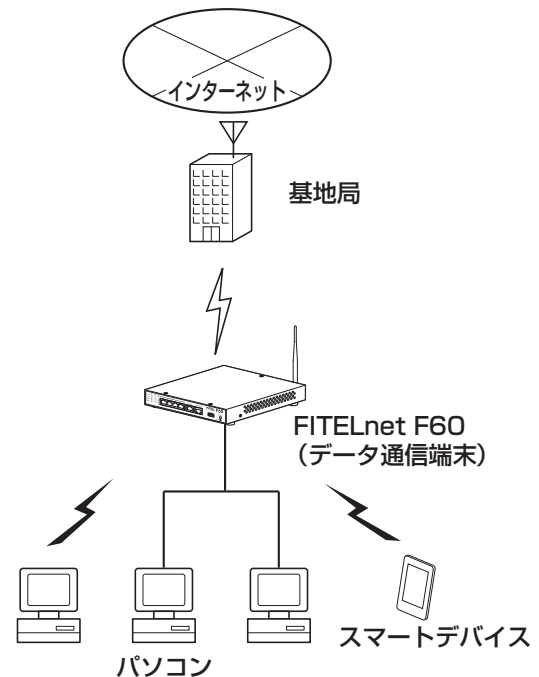 インターネット
基地局
FITELnet F60
（データ通信端末）
スマートデバイス
パソコン